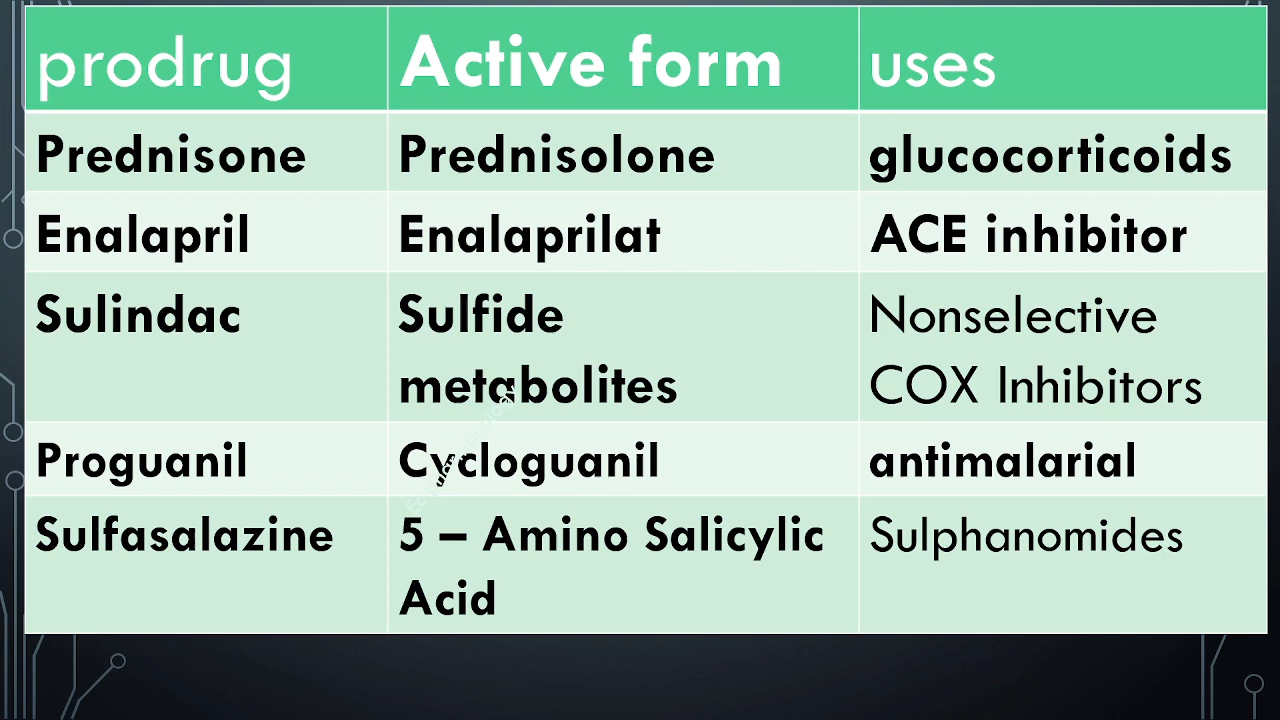 prodrug Active form uses
Prednisone Prednisolone glucocorticoids
Enalapril Enalaprilat ACE inhibitor
Sulindac Sulfide Nonselective
metabolites COX Inhibitors
Proguanil Cycloguanil antimalarial
Sulfasalazine 5 – Amino Salicylic Sulphanomides
Acid